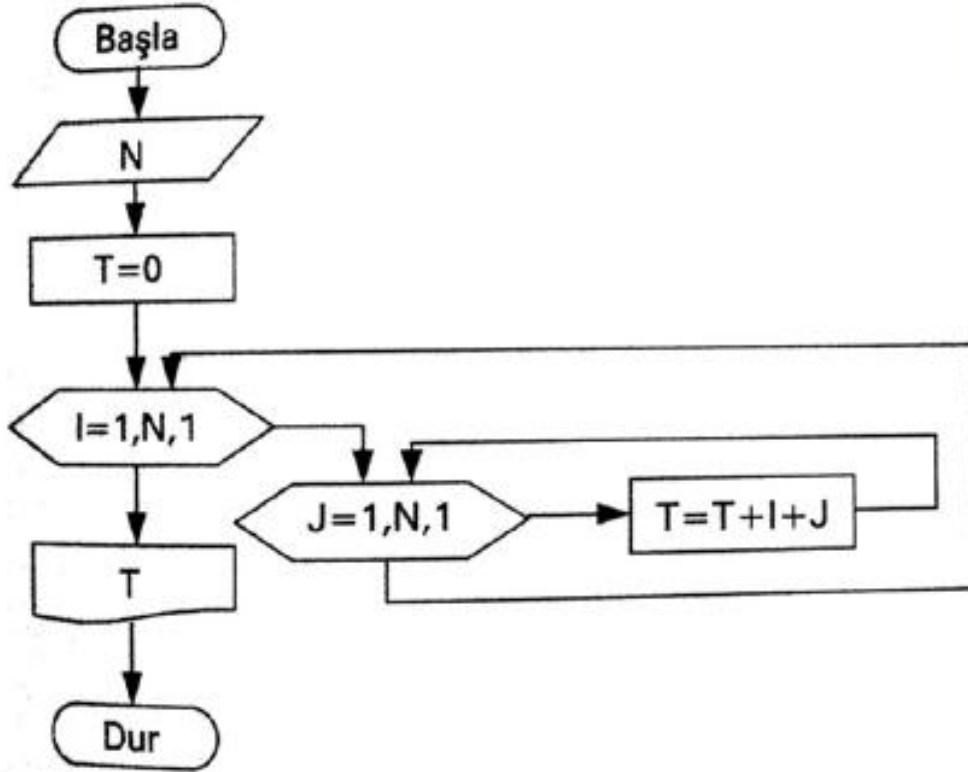 Başla
N
T=0
I=1,N,1
J=1,N,1
T=T+I+J
T
Dur